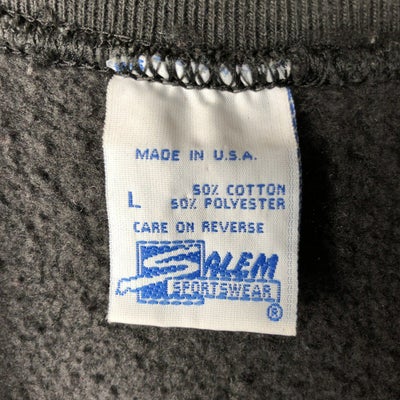 MADE IN U.S.A.
L 50% COTTON
50% POLYESTER
CARE ON REVERSE
SALEM
SPORTSWEAR
®